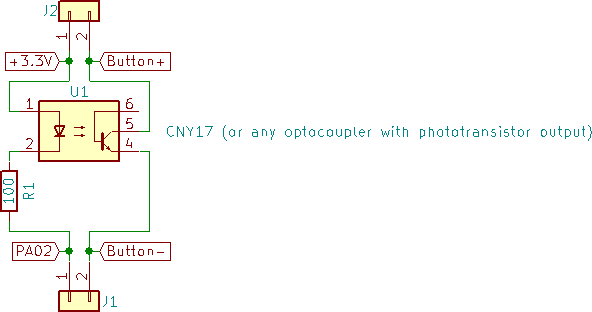 J2
1 2
+3.3V Button+
U1
1 6
5
2 4
CNY17 (or any optocoupler with phototransistor output)
100 R1
PA02 Button-
1 2
J1